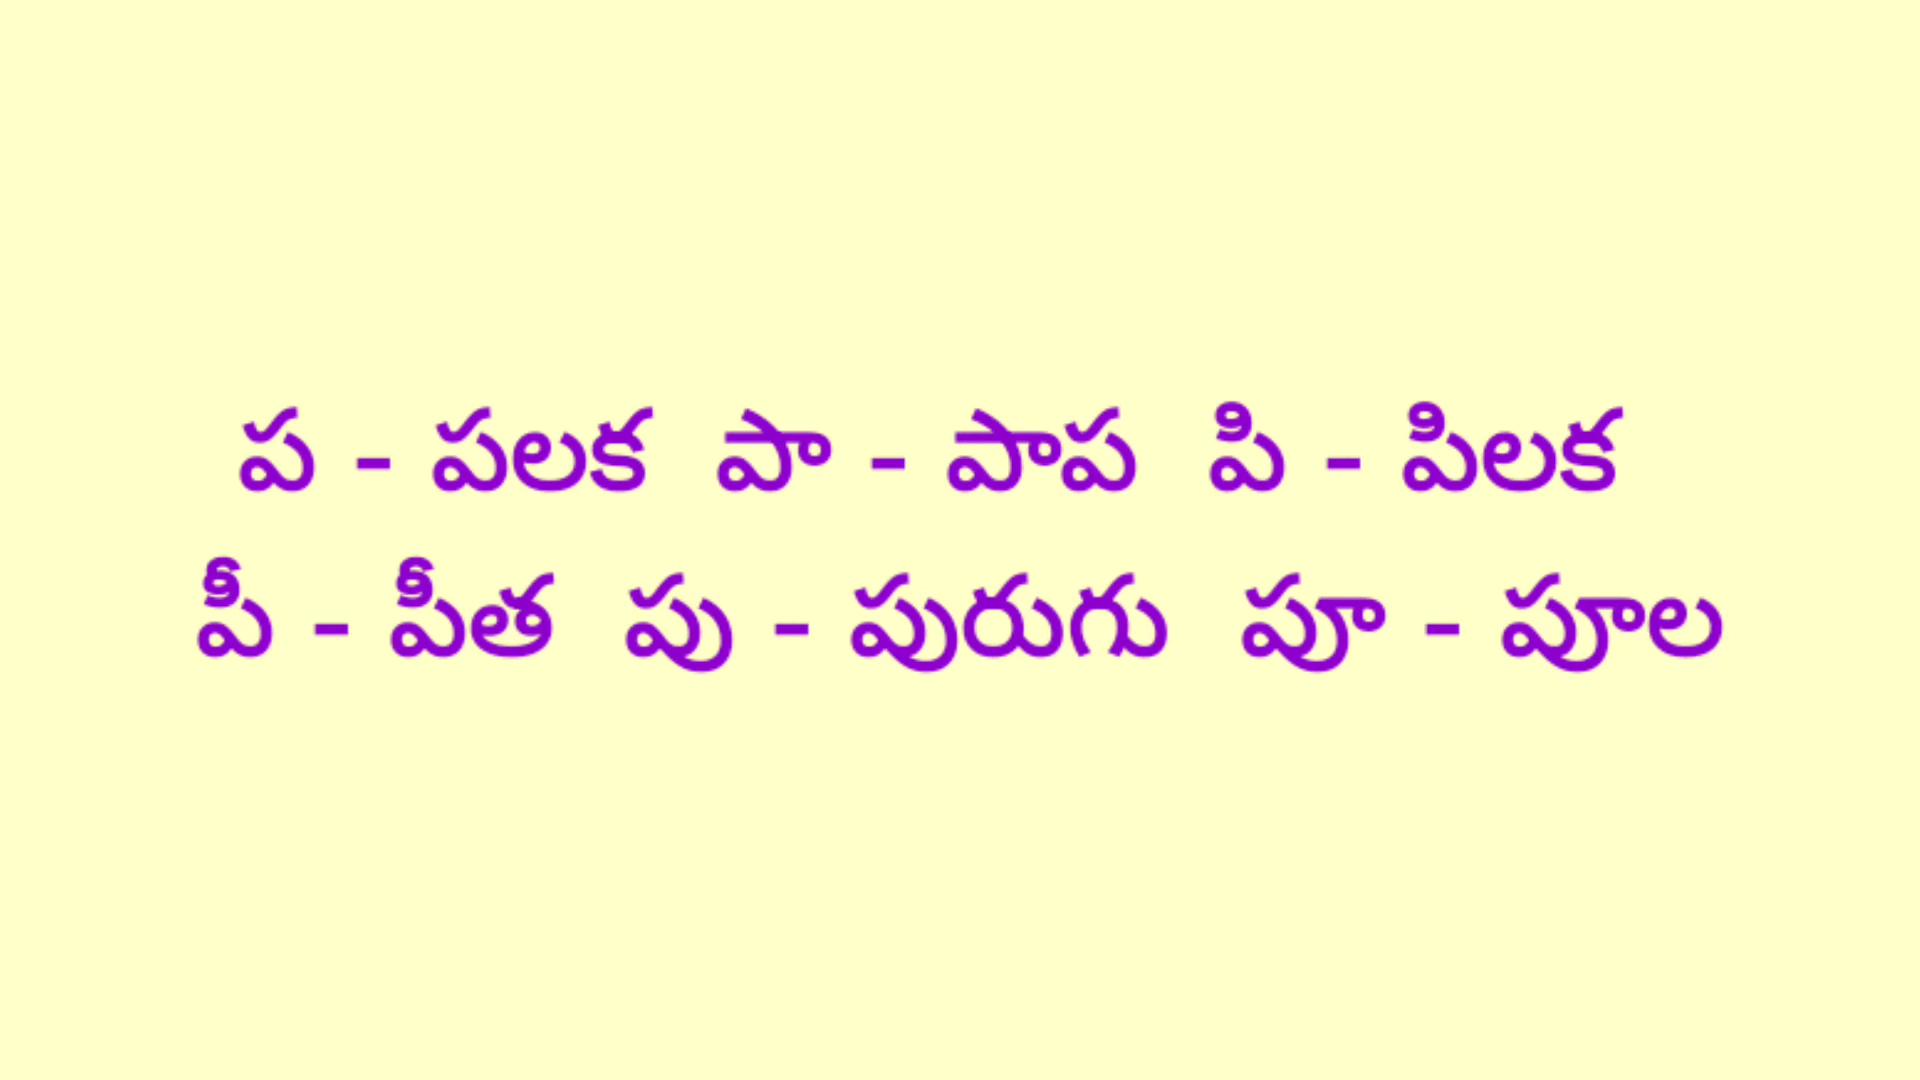 ప - పలక  పా - పాప  పి - పిలక
పీ - పీత  పు - పురుగు  పూ - పూల